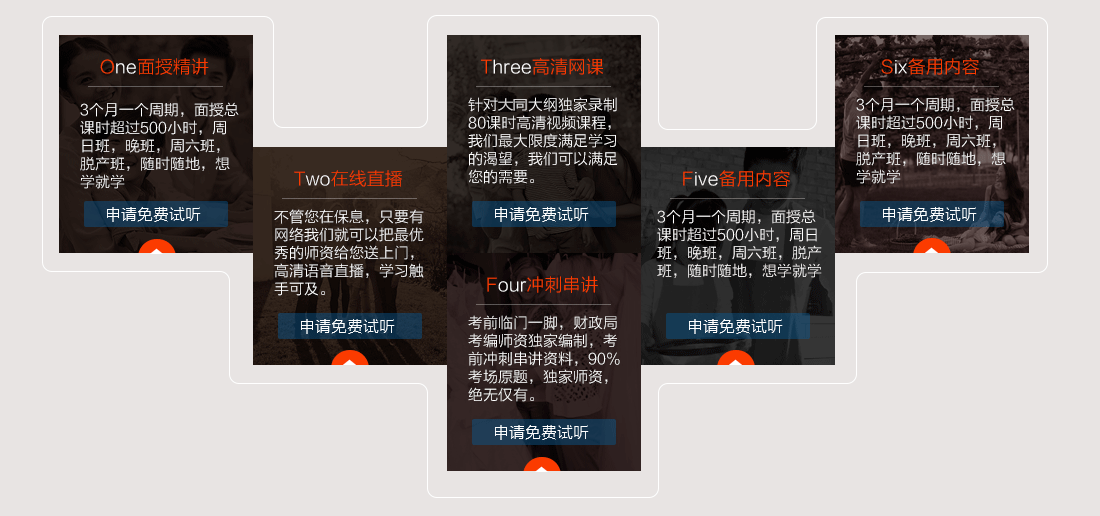 One面授精讲
3个月一个周期，面授总
课时超过500小时，周
日班，晚班，周六班，
脱产班，随时随地，想
学就学
申请免费试听
Two在线直播
不管您在保息，只要有
网络我们就可以把最优
秀的师资给您送上门，
高清语音直播，学习触
手可及。
申请免费试听
Three高清网课
针对大同大纲独家录制
80课时高清视频课程，
我们最大限度满足学习
的渴望，我们可以满足
您的需要。
申请免费试听
Four冲刺串讲
考前临门一脚，财政局
考编师资独家编制，考
前冲刺串讲资料，90%
考场原题，独家师资，
绝无仅有。
申请免费试听
Five备用内容
3个月一个周期，面授总
课时超过500小时，周日
班，晚班，周六班，脱产
班，随时随地，想学就学
申请免费试听
Six备用内容
3个月一个周期，面授总
课时超过500小时，周
日班，晚班，周六班，
脱产班，随时随地，想
学就学
申请免费试听